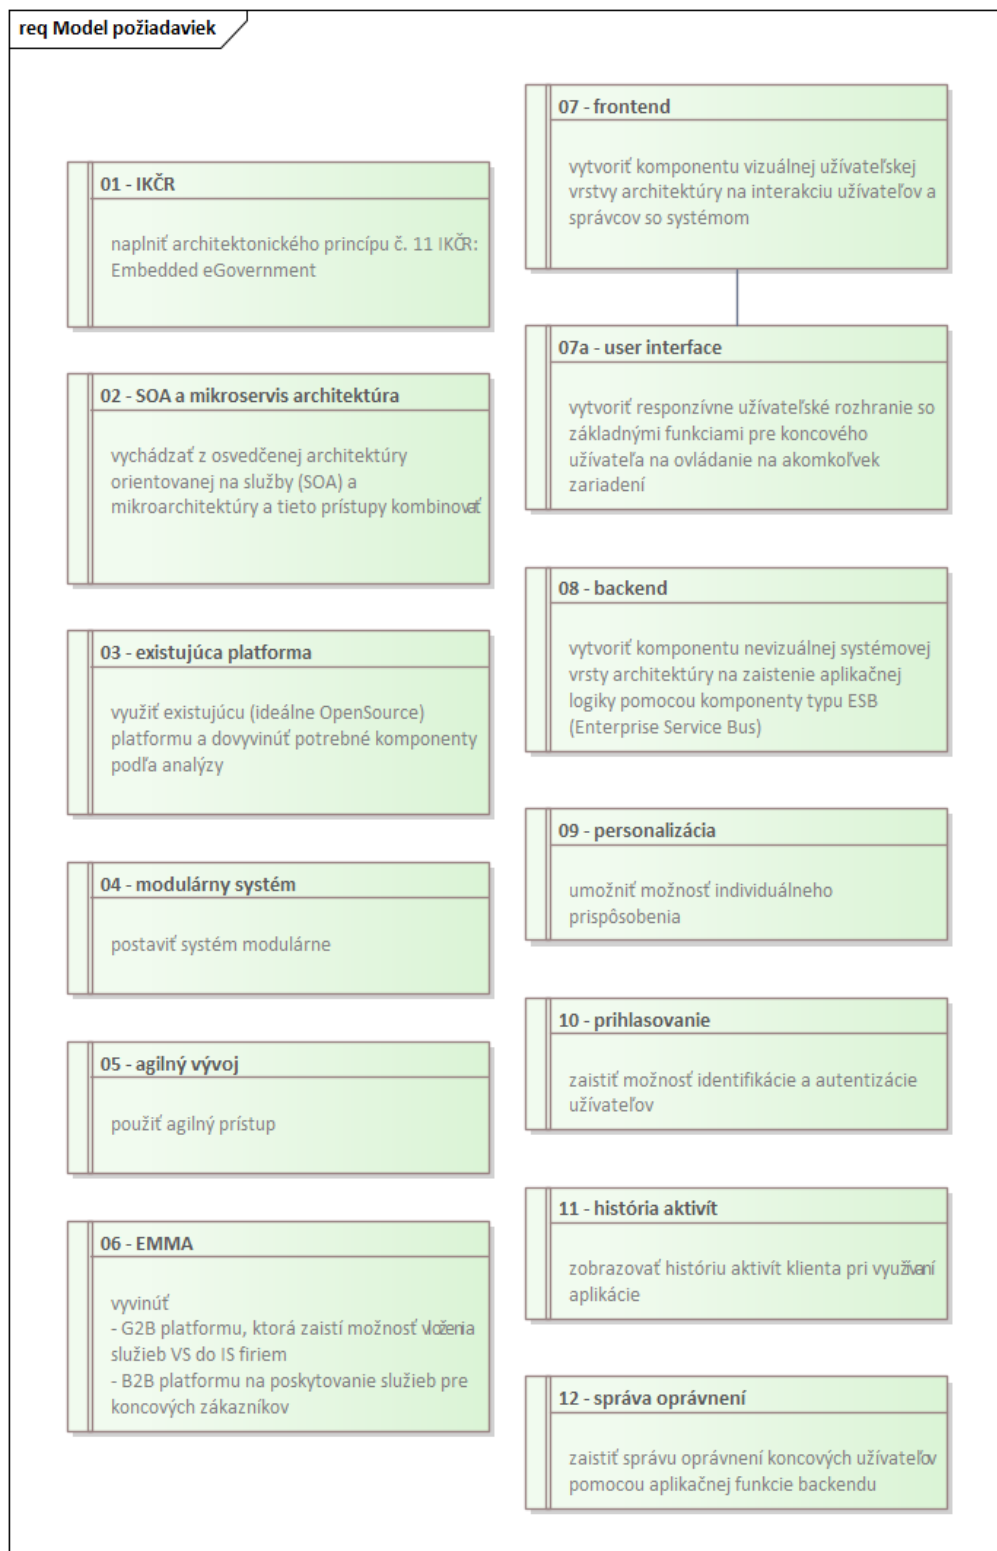 req Model požiadaviek
01 - IKČR
naplniť architektonického princípu č. 11 IKČR:
Embedded eGovernment
02 - SOA a mikroservis architektúra
vychádzať z osvedčenej architektúry
orientovanej na služby (SOA) a
mikroarchitektúry a tieto prístupy kombinovať
03 - existujúca platforma
využiť existujúcu (ideálne OpenSource)
platformu a dovyvinúť potrebné komponenty
podľa analýzy
04 - modulárny systém
postaviť systém modulárne
05 - agilný vývoj
použiť agilný prístup
06 - EMMA
vyvinúť
- G2B platformu, ktorá zaistí možnosť vloženia
služieb VS do IS firiem
- B2B platformu na poskytovanie služieb pre
koncových zákazníkov
07 - frontend
vytvoriť komponentu vizuálnej užívateľskej
vrstvy architektúry na interakciu užívateľov a
správcov so systémom
07a - user interface
vytvoriť responzívne užívateľské rozhranie so
základnými funkciami pre koncového
užívateľa na ovládanie na akomkoľvek
zariadení
08 - backend
vytvoriť komponentu nevizuálnej systémovej
vrsty architektúry na zaistenie aplikačnej
logiky pomocou komponenty typu ESB
(Enterprise Service Bus)
09 - personalizácia
umožniť možnosť individuálneho
prispôsobenia
10 - prihlasovanie
zaistiť možnosť identifikácie a autentizácie
užívateľov
11 - história aktivít
zobrazovať históriu aktivít klienta pri využívaní
aplikácie
12 - správa oprávnení
zaistiť správu oprávnení koncových užívateľov
pomocou aplikačnej funkcie backendu